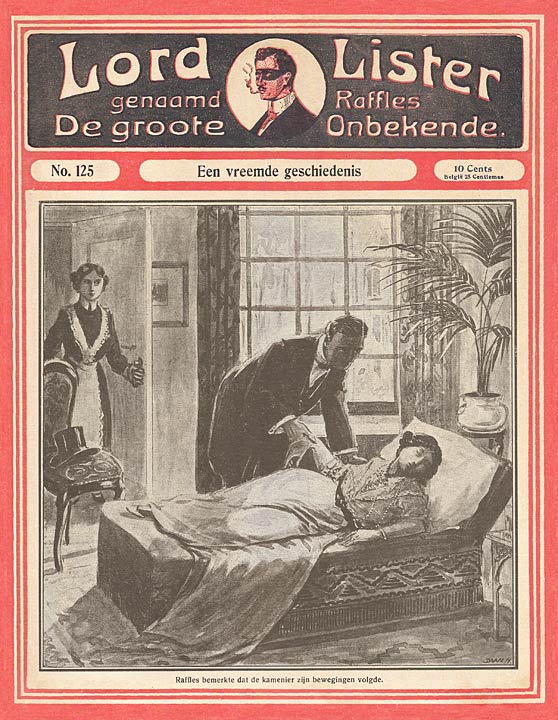 Lord Lister
genaamd Raffles
De groote Onbekende.
No. 125
Een vreemde geschiedenis
10 Cents
België 25 Centiemes
Raffles bemerkte dat de kamenier zijn bewegingen volgde.